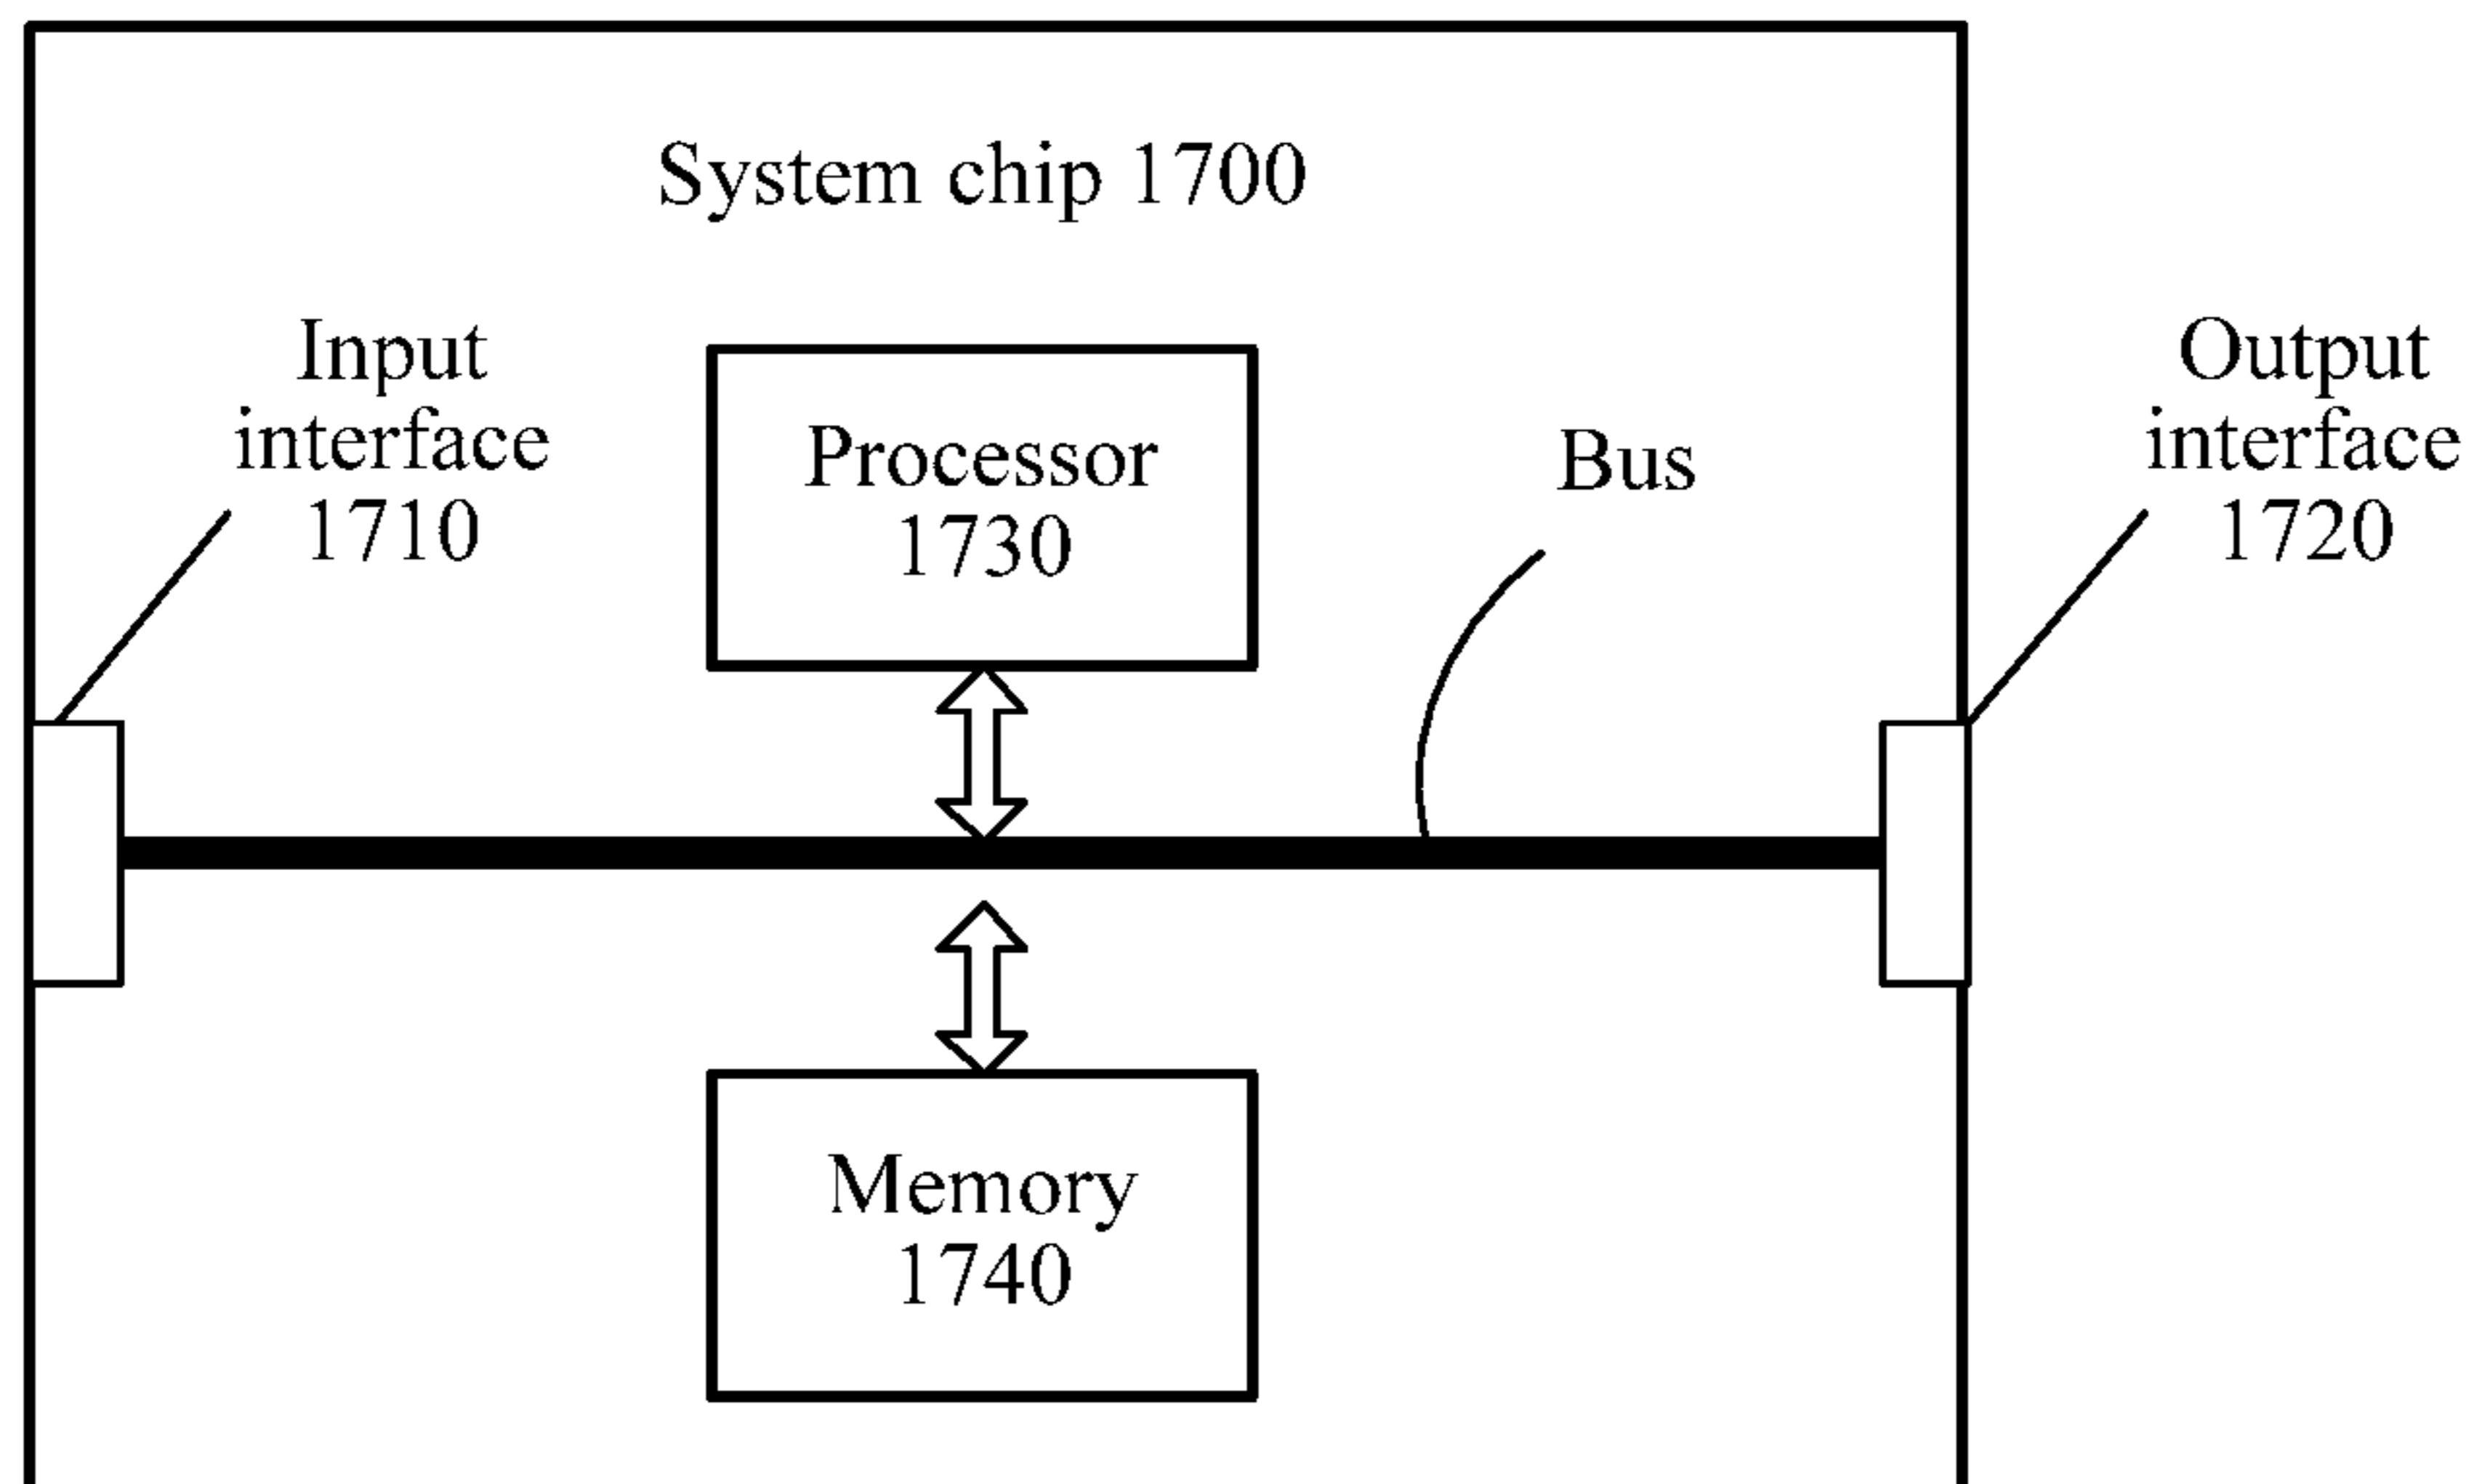 System chip 1700
Input
interface
1710
Processor
1730
Bus
Output
interface
1720
Memory
1740